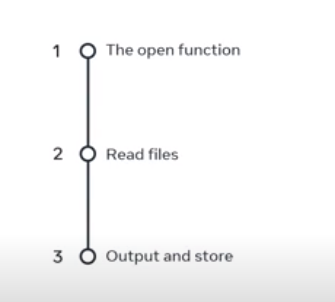 1 The open function
2 Read files
3 Output and store